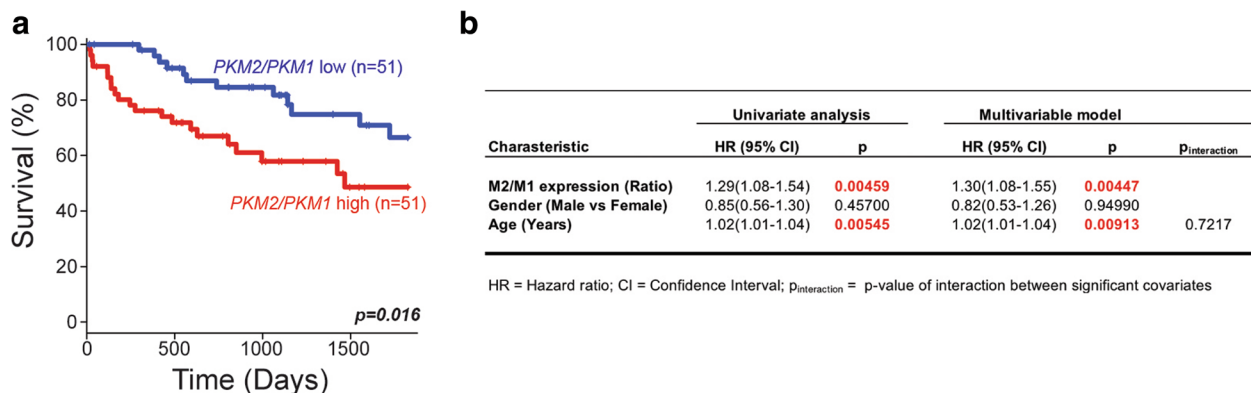 a
100
80
60
40
20
0
Survival (%)
PKM2/PKM1 low (n=51)
PKM2/PKM1 high (n=51)
p=0.016
0 500 1000 1500
Time (Days)
b
Univariate analysis Multivariable model
Charasteristic HR (95% CI) p HR (95% CI) p pinteraction
M2/M1 expression (Ratio) 1.29(1.08-1.54) 0.00459 1.30(1.08-1.55) 0.00447
Gender (Male vs Female) 0.85(0.56-1.30) 0.45700 0.82(0.53-1.26) 0.94990
Age (Years) 1.02(1.01-1.04) 0.00545 1.02(1.01-1.04) 0.00913 0.7217
HR = Hazard ratio; CI = Confidence Interval; pinteraction = p-value of interaction between significant covariates